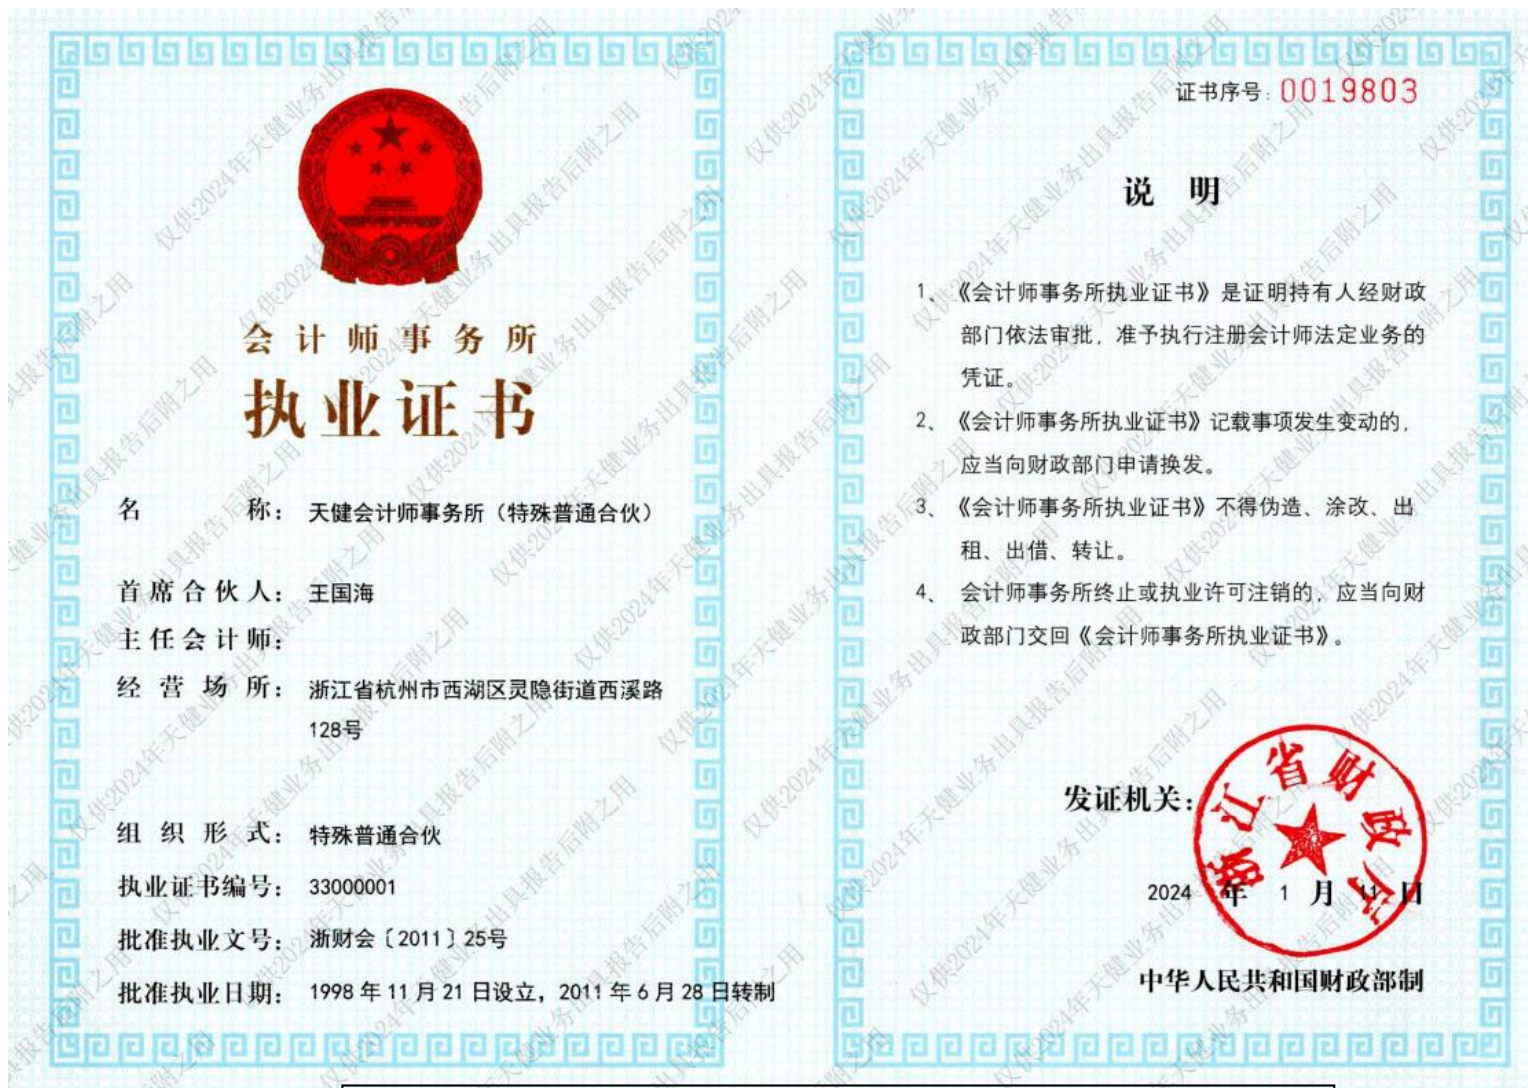 会计师事务所
执业证书
名 称： 天健会计师事务所（特殊普通合伙）
首席合伙人： 王国海
主任会计师：
经营场所： 浙江省杭州市西湖区灵隐街道西溪路
128号
组织形式： 特殊普通合伙
执业证书编号： 33000001
批准执业文号： 浙财会〔2011〕25号
批准执业日期： 1998 年 11 月 21 日设立，2011 年 6 月 28 日转制
证书序号：0019803
说 明
1、《会计师事务所执业证书》是证明持有人经财政
部门依法审批，准予执行注册会计师法定业务的
凭证。
2、《会计师事务所执业证书》记载事项发生变动的，
应当向财政部门申请换发。
3、《会计师事务所执业证书》不得伪造、涂改、出
租、出借、转让。
4、 会计师事务所终止或执业许可注销的，应当向财
政部门交回《会计师事务所执业证书》。
发证机关：
浙江省财政厅
2024 年 1 月 11 日
中华人民共和国财政部制
仅供2024年天健业务出具报告后附之用